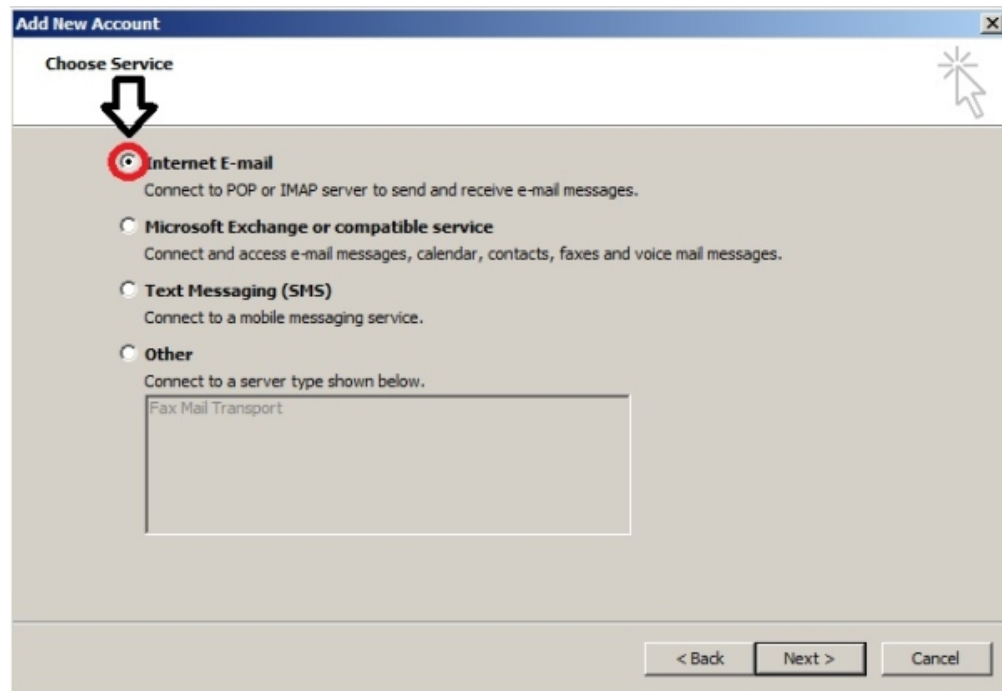 Add New Account
Choose Service
Internet E-mail
Connect to POP or IMAP server to send and receive e-mail messages.
Microsoft Exchange or compatible service
Connect and access e-mail messages, calendar, contacts, faxes and voice mail messages.
Text Messaging (SMS)
Connect to a mobile messaging service.
Other
Connect to a server type shown below.
Fax Mail Transport
< Back
Next >
Cancel